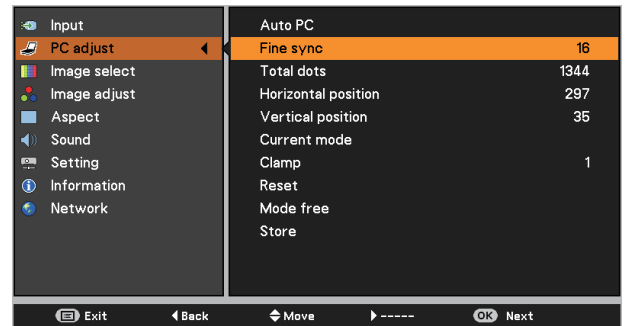 Input
PC adjust
Image select
Image adjust
Aspect
Sound
Setting
Information
Network
Auto PC
Fine sync 16
Total dots 1344
Horizontal position 297
Vertical position 35
Current mode
Clamp 1
Reset
Mode free
Store
Exit Back Move ----- OK Next